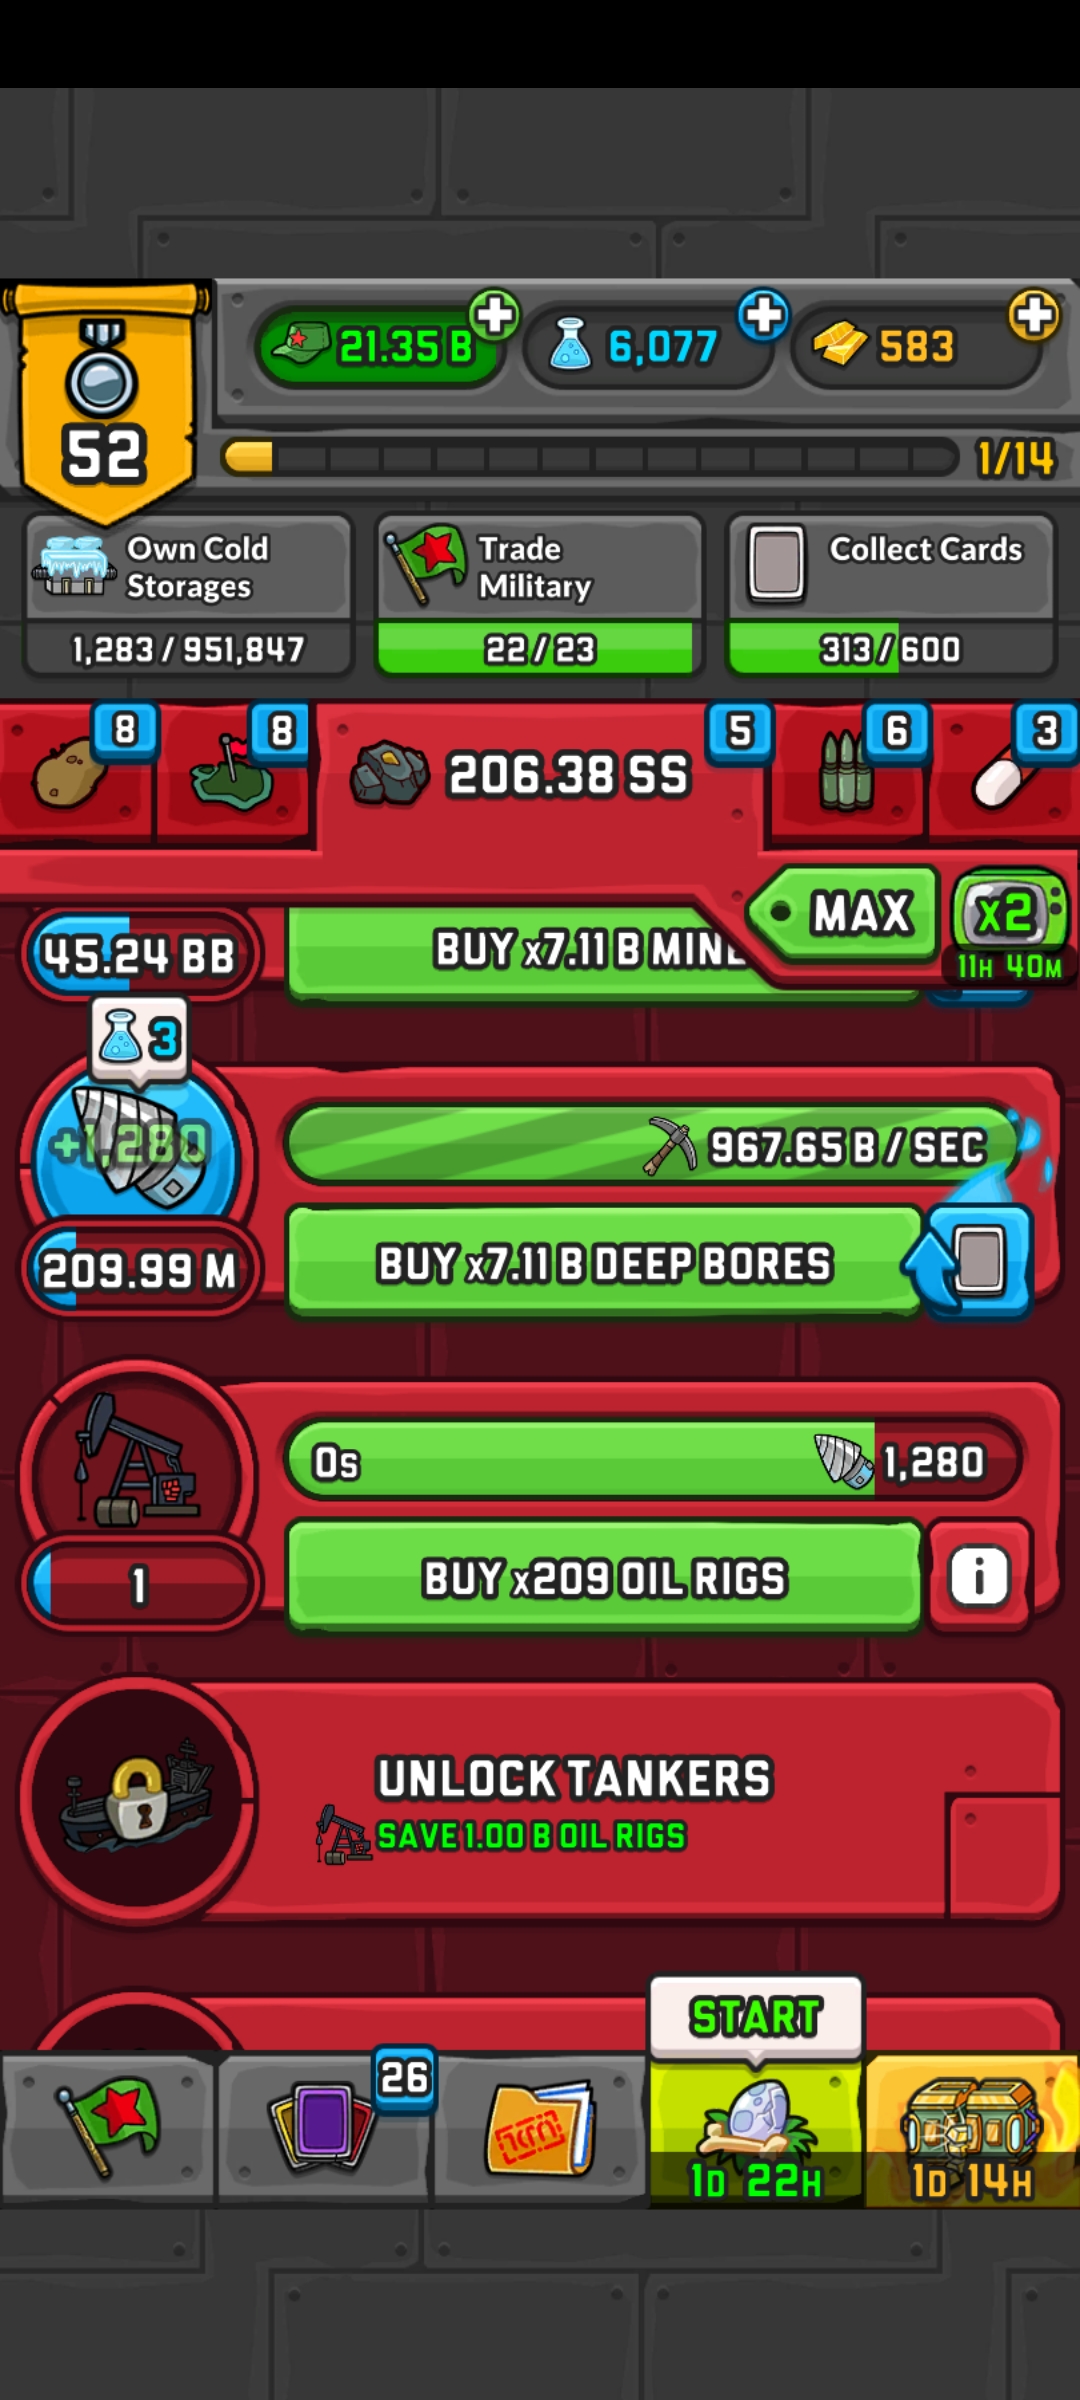 21.35 B
6,077
583
52
1/14
Own Cold
Storages
1,283 / 951,847
Trade
Military
22 / 23
Collect Cards
313 / 600
8
8
206.38 SS
5
6
3
MAX
x2
11H 40M
45.24 BB
BUY x7.11 B MINE
3
+1,280
967.65 B / SEC
209.99 M
BUY x7.11 B DEEP BORES
0s
1,280
1
BUY x209 OIL RIGS
i
UNLOCK TANKERS
SAVE 1.00 B OIL RIGS
START
26
1D 22H
1D 14H